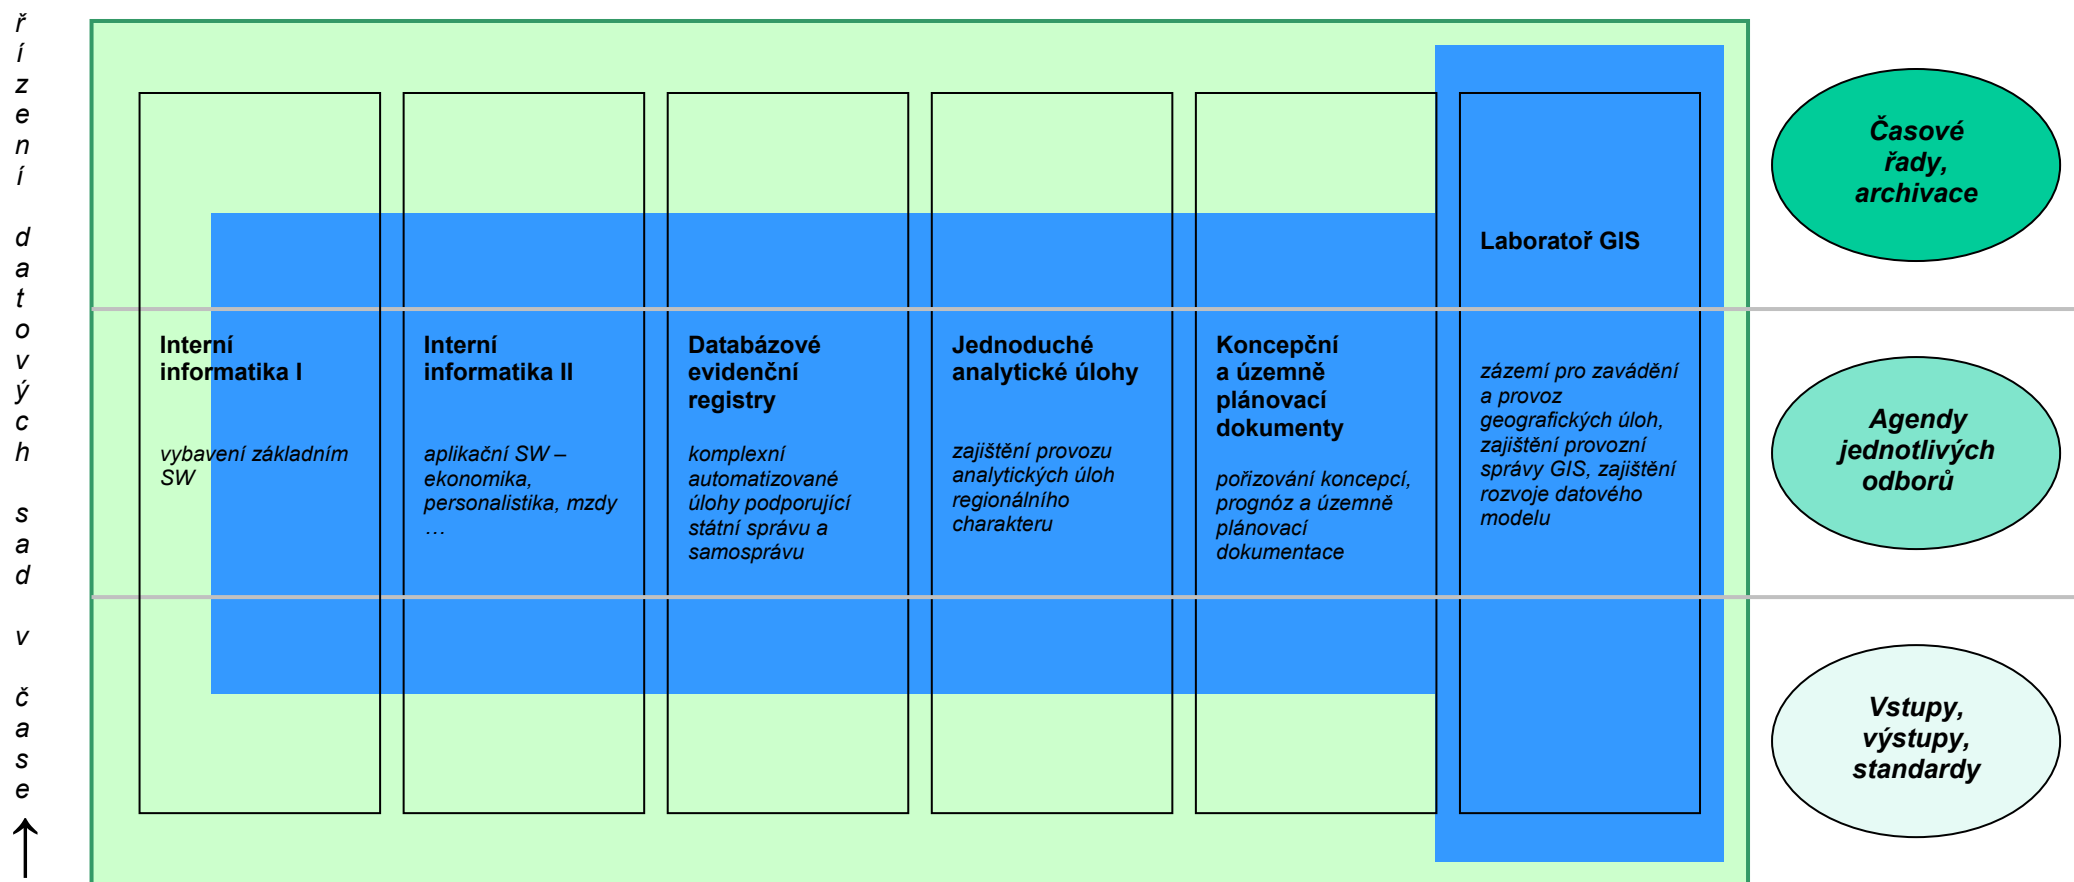 řízení datových sad v čase
Časové
řady,
archivace
Laboratoř GIS
Interní
informatika I
vybavení základním
SW
Interní
informatika II
aplikační SW –
ekonomika,
personalistika, mzdy
…
Databázové
evidenční
registry
komplexní
automatizované
úlohy podporující
státní správu a
samosprávu
Jednoduché
analytické úlohy
zajištění provozu
analytických úloh
regionálního
charakteru
Koncepční
a územně
plánovací
dokumenty
pořizování koncepcí,
prognóz a územně
plánovací
dokumentace
zázemí pro zavádění
a provoz
geografických úloh,
zajištění provozní
správy GIS, zajištění
rozvoje datového
modelu
Agendy
jednotlivých
odborů
Vstupy,
výstupy,
standardy